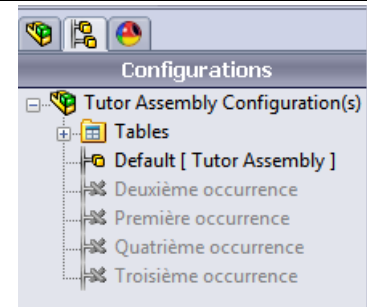 Configurations
Tutor Assembly Configuration(s)
Tables
Default [ Tutor Assembly ]
Deuxième occurrence
Première occurrence
Quatrième occurrence
Troisième occurrence